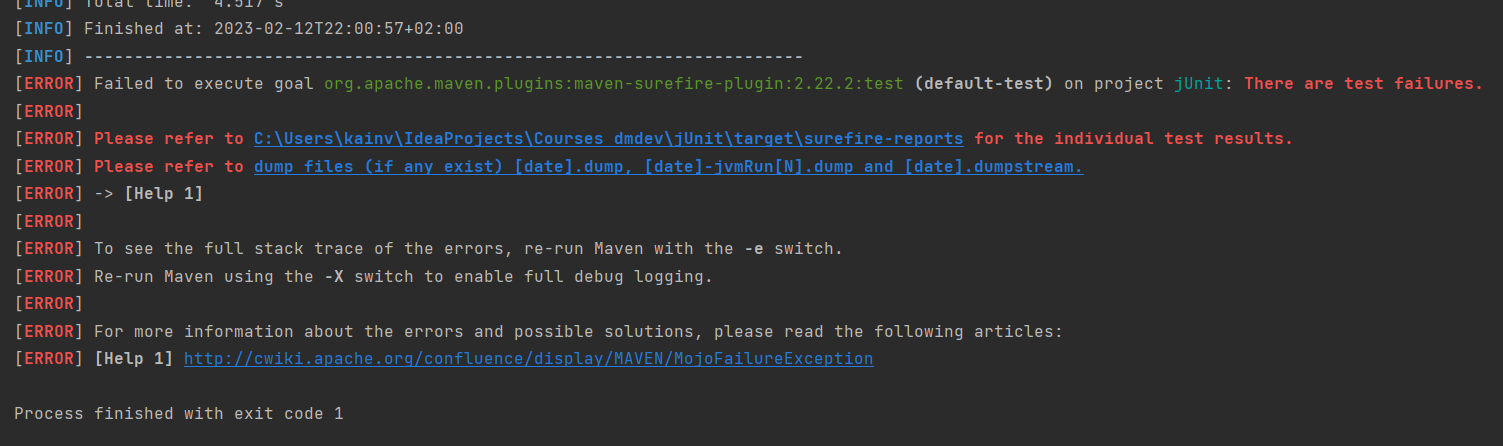 [INFO] Total time:  4.517 s
[INFO] Finished at: 2023-02-12T22:00:57+02:00
[INFO] ------------------------------------------------------------------------
[ERROR] Failed to execute goal org.apache.maven.plugins:maven-surefire-plugin:2.22.2:test (default-test) on project jUnit: There are test failures.
[ERROR]
[ERROR] Please refer to C:\Users\kainv\IdeaProjects\Courses_dmdev\jUnit\target\surefire-reports for the individual test results.
[ERROR] Please refer to dump files (if any exist) [date].dump, [date]-jvmRun[N].dump and [date].dumpstream.
[ERROR] -> [Help 1]
[ERROR]
[ERROR] To see the full stack trace of the errors, re-run Maven with the -e switch.
[ERROR] Re-run Maven using the -X switch to enable full debug logging.
[ERROR]
[ERROR] For more information about the errors and possible solutions, please read the following articles:
[ERROR] [Help 1] http://cwiki.apache.org/confluence/display/MAVEN/MojoFailureException
Process finished with exit code 1